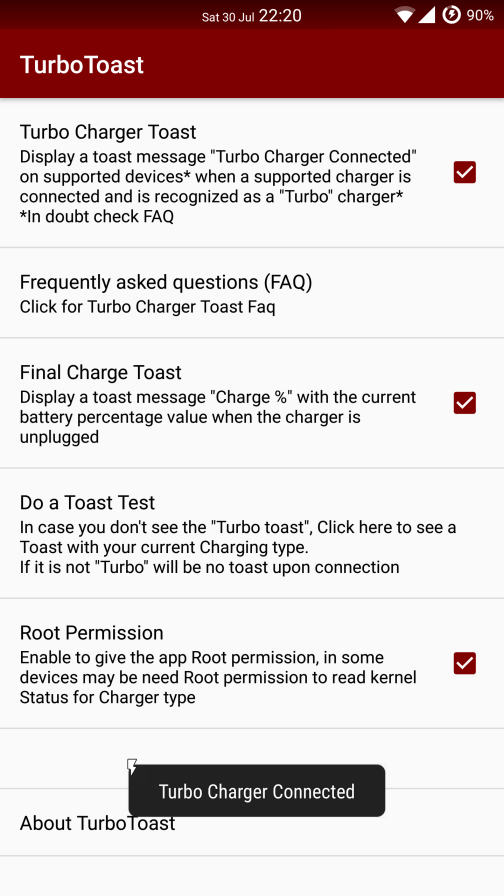 Sat 30 Jul 22:20 90%
TurboToast
Turbo Charger Toast
Display a toast message "Turbo Charger Connected"
on supported devices* when a supported charger is
connected and is recognized as a "Turbo" charger*
*In doubt check FAQ
Frequently asked questions (FAQ)
Click for Turbo Charger Toast Faq
Final Charge Toast
Display a toast message "Charge %" with the current
battery percentage value when the charger is
unplugged
Do a Toast Test
In case you don't see the "Turbo toast", Click here to see a
Toast with your current Charging type.
If it is not "Turbo" will be no toast upon connection
Root Permission
Enable to give the app Root permission, in some
devices may be need Root permission to read kernel
Status for Charger type
Turbo Charger Connected
About TurboToast